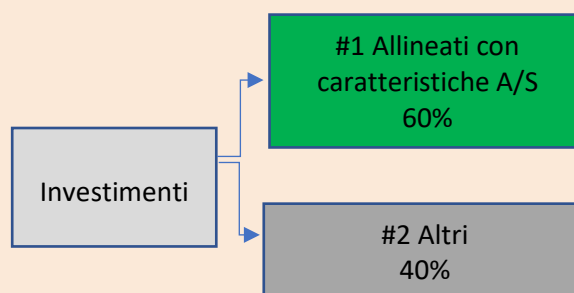 #1 Allineati con
caratteristiche A/S
60%
Investimenti
#2 Altri
40%